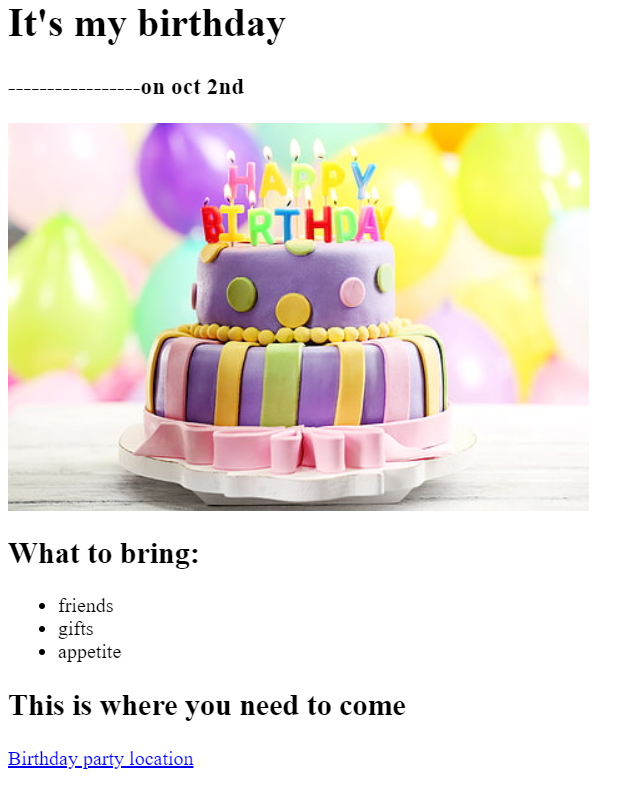 It's my birthday
-----------------on oct 2nd
HAPPY
BIRTHDAY
What to bring:
friends
gifts
appetite
This is where you need to come
Birthday party location